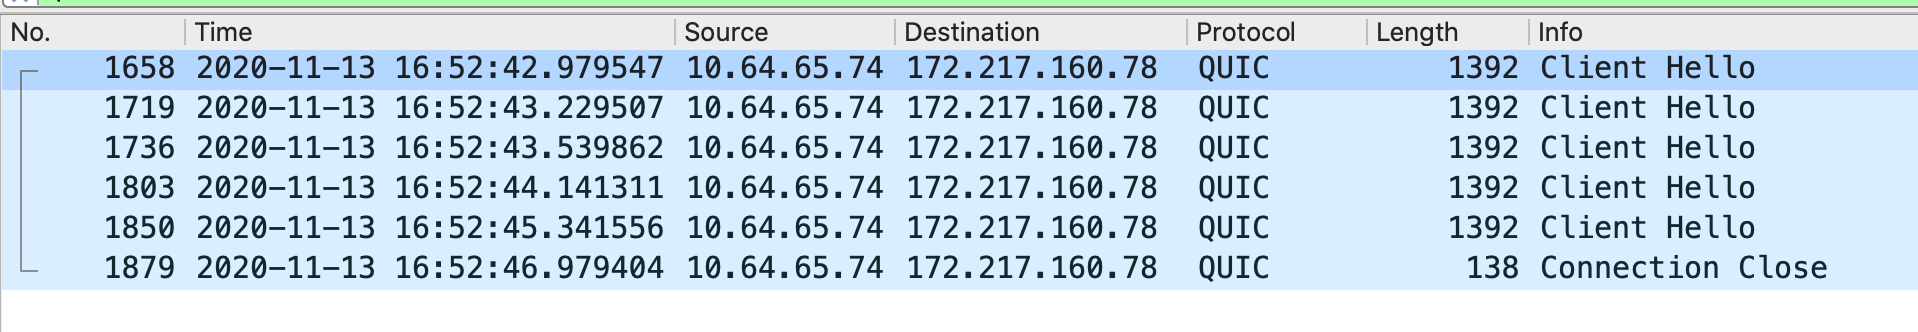 No. Time Source Destination Protocol Length Info
1658 2020-11-13 16:52:42.979547 10.64.65.74 172.217.160.78 QUIC 1392 Client Hello
1719 2020-11-13 16:52:43.229507 10.64.65.74 172.217.160.78 QUIC 1392 Client Hello
1736 2020-11-13 16:52:43.539862 10.64.65.74 172.217.160.78 QUIC 1392 Client Hello
1803 2020-11-13 16:52:44.141311 10.64.65.74 172.217.160.78 QUIC 1392 Client Hello
1850 2020-11-13 16:52:45.341556 10.64.65.74 172.217.160.78 QUIC 1392 Client Hello
1879 2020-11-13 16:52:46.979404 10.64.65.74 172.217.160.78 QUIC 138 Connection Close